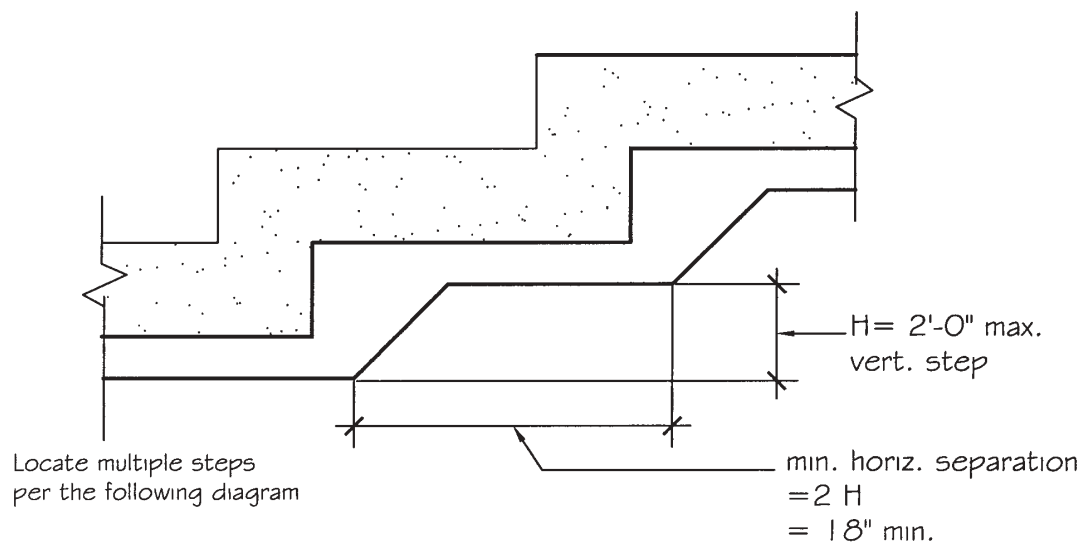 H= 2'-0" max.
vert. step
Locate multiple steps
per the following diagram
min. horiz. separation
=2 H
= 18" min.